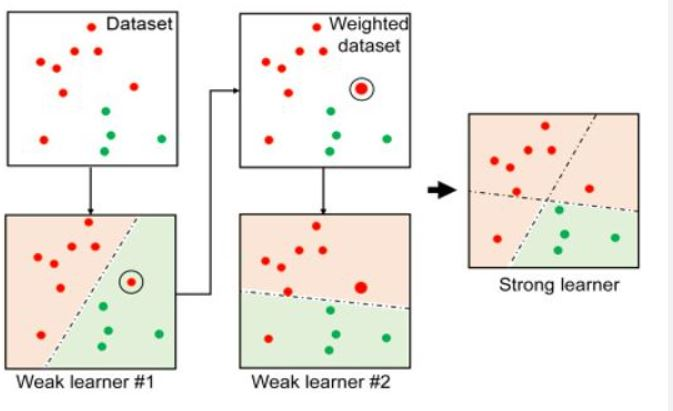 Dataset
Weighted
dataset
Weak learner #1
Weak learner #2
Strong learner